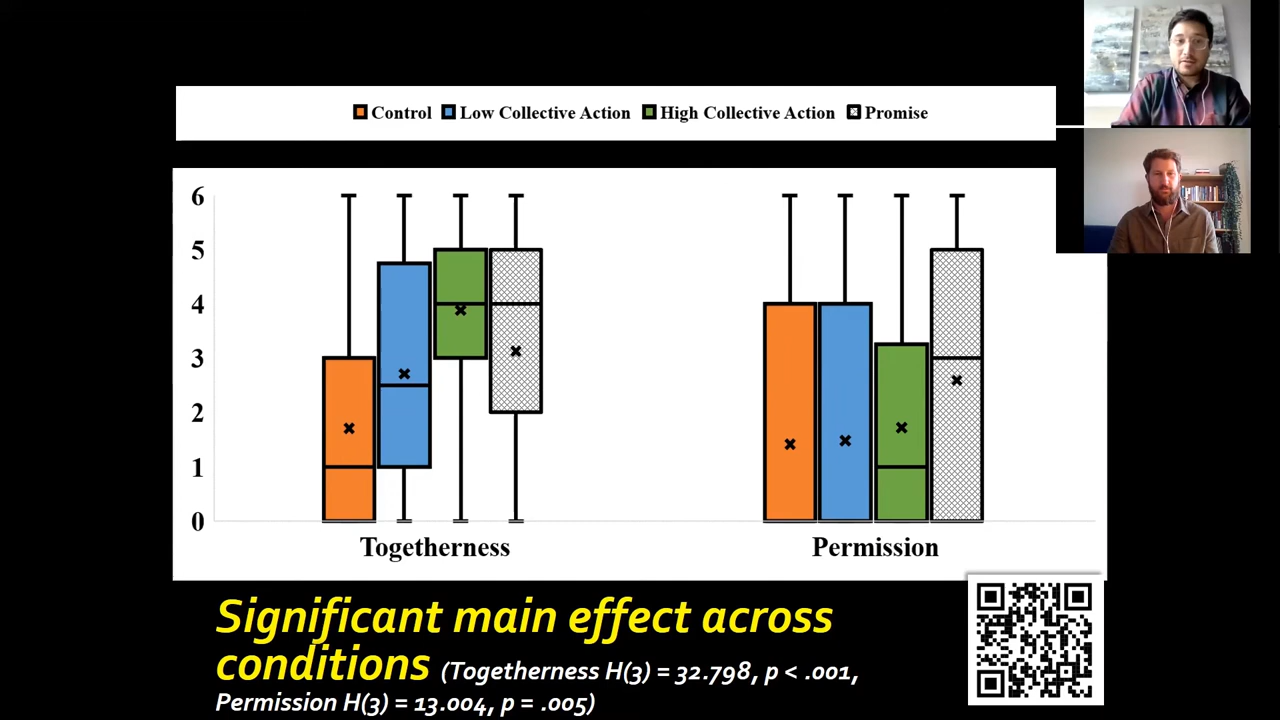 Control Low Collective Action High Collective Action Promise
6
5
4
3
2
1
0
Togetherness Permission
Significant main effect across
conditions (Togetherness H(3) = 32.798, p < .001,
Permission H(3) = 13.004, p = .005)